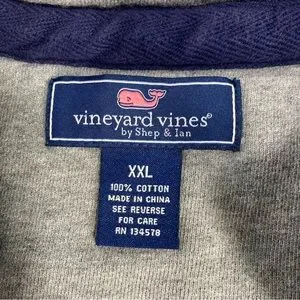 vineyard vines®
by Shep & Ian
XXL
100% COTTON
MADE IN CHINA
SEE REVERSE
FOR CARE
RN 134578